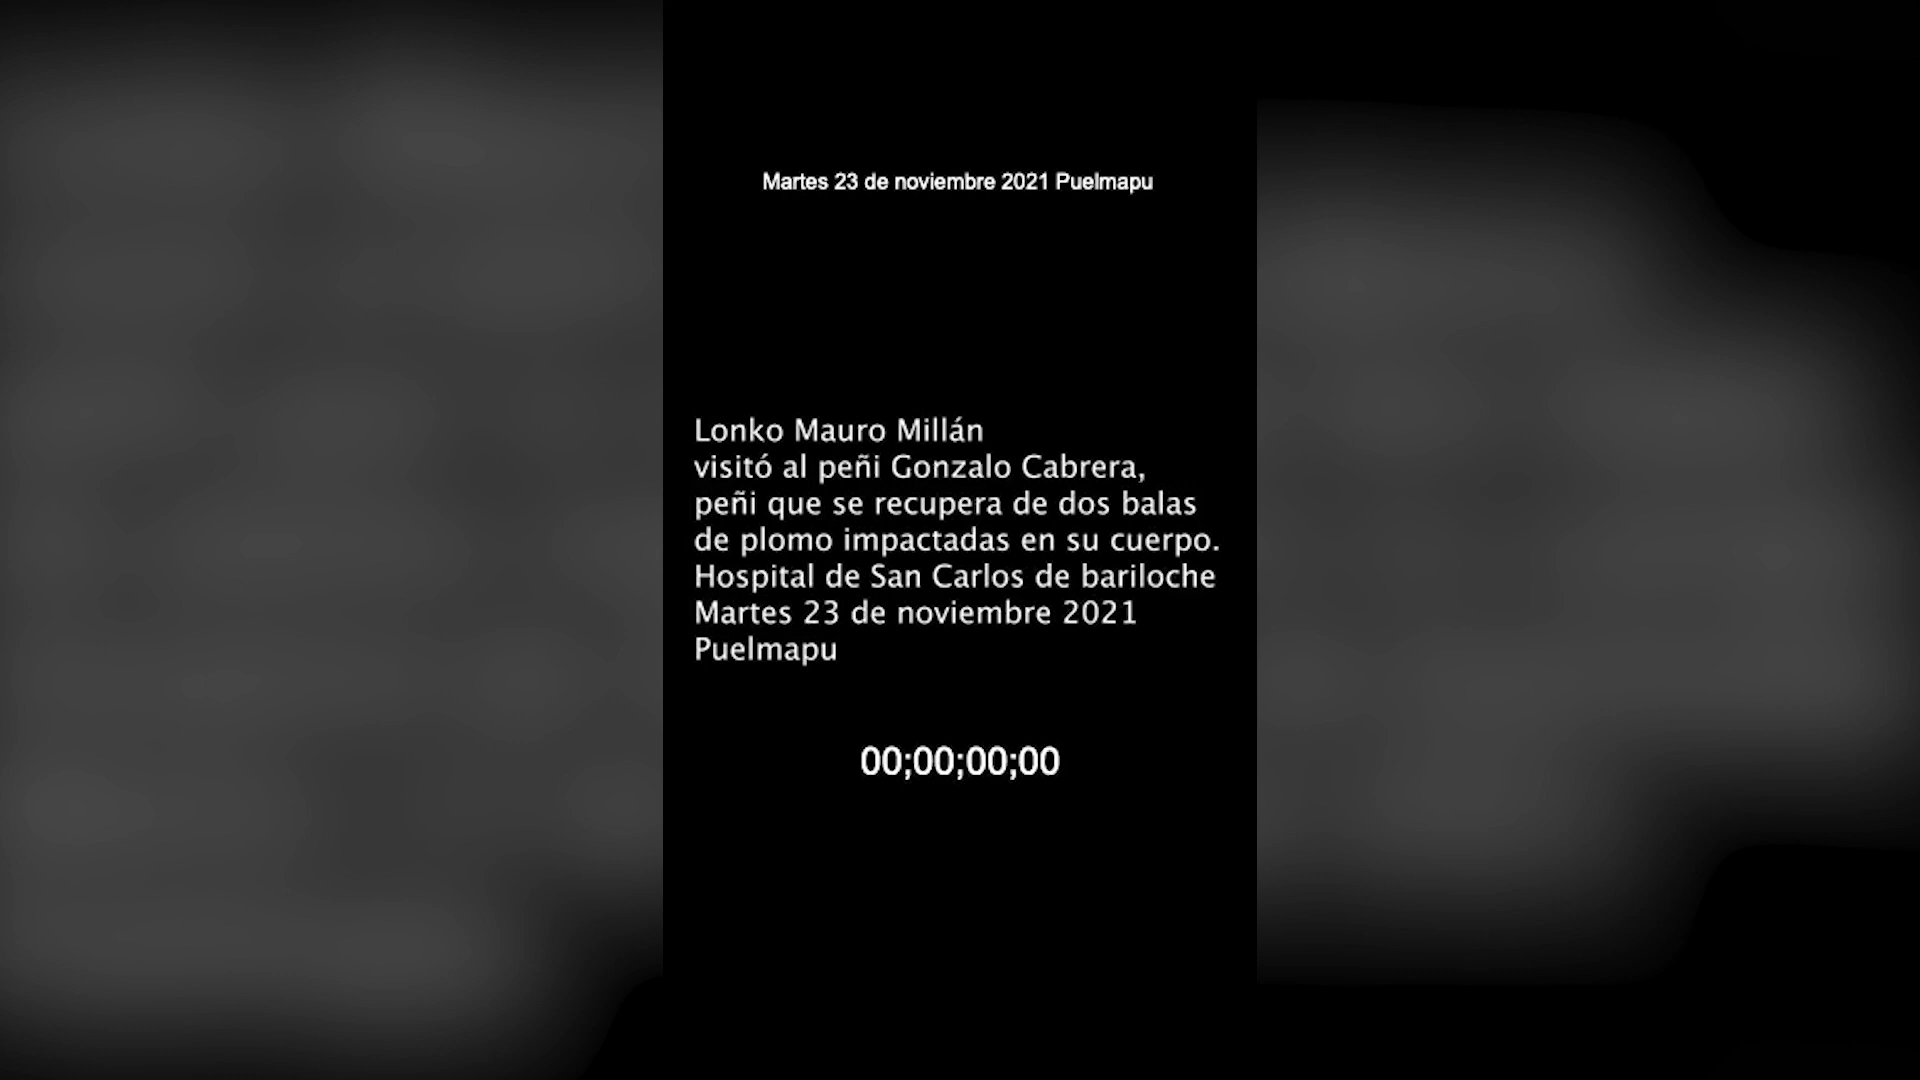 Martes 23 de noviembre 2021 Puelmapu
Lonko Mauro Millán
visitó al peñi Gonzalo Cabrera,
peñi que se recupera de dos balas
de plomo impactadas en su cuerpo.
Hospital de San Carlos de bariloche
Martes 23 de noviembre 2021
Puelmapu
00;00;00;00